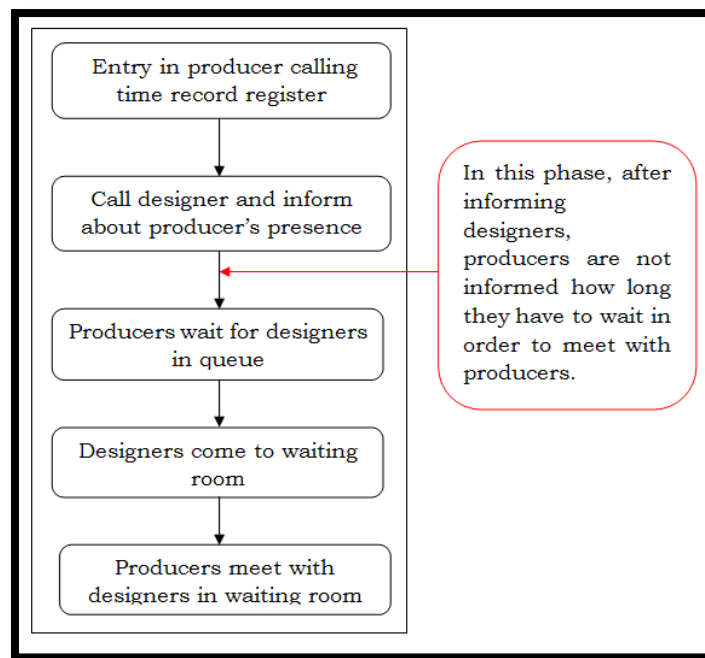 Entry in producer calling
time record register
Call designer and inform
about producer's presence
Producers wait for designers
in queue
Designers come to waiting
room
Producers meet with
designers in waiting room
In this phase, after
informing
designers,
producers are not
informed how long
they have to wait in
order to meet with
producers.